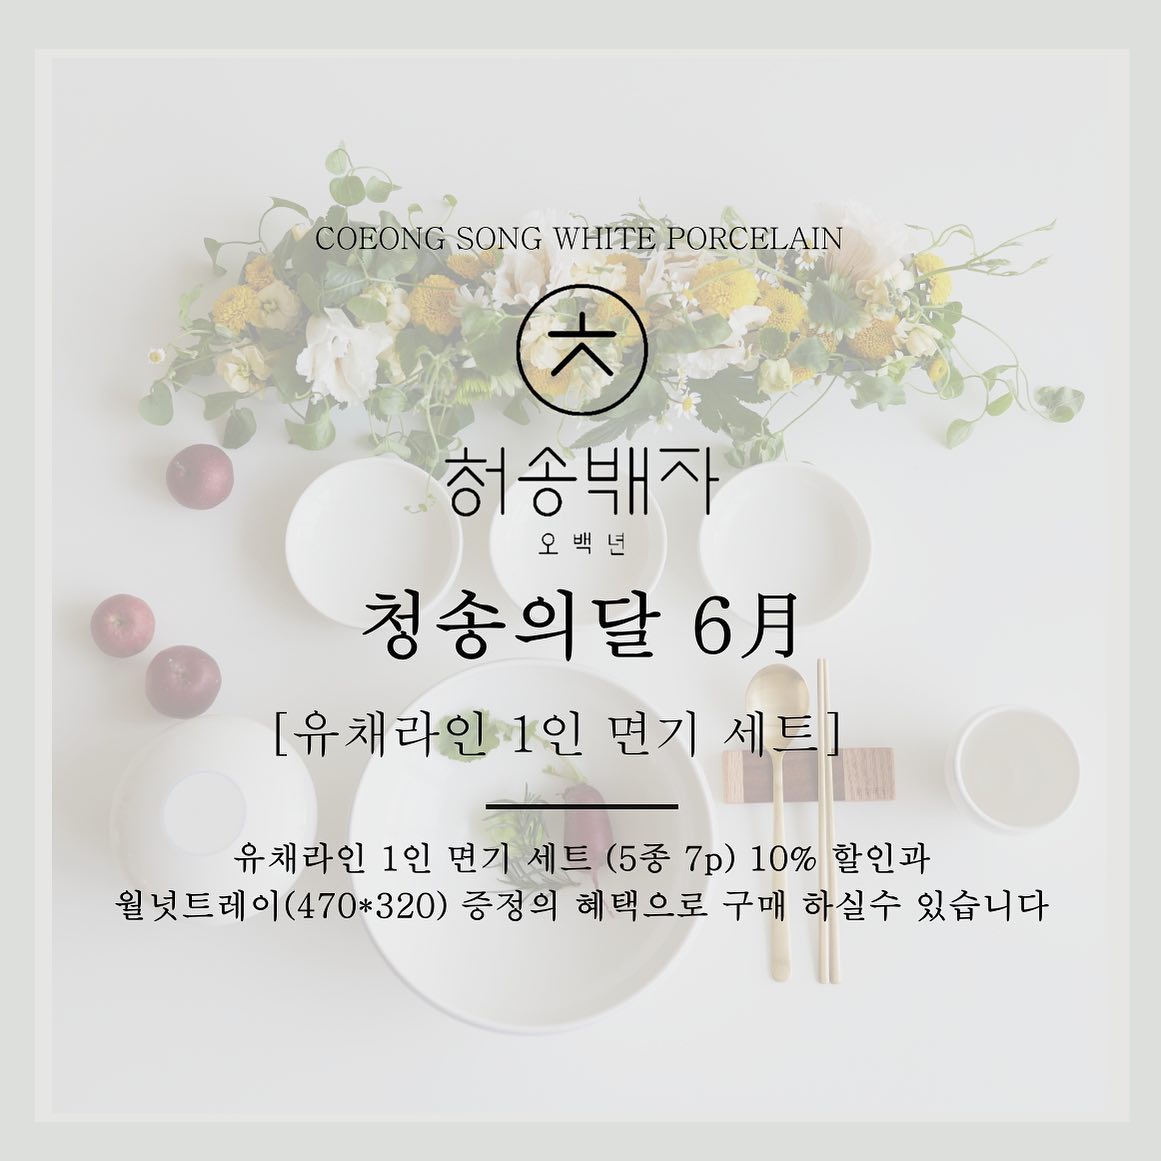 COEONG SONG WHITE PORCELAIN
ㅊ
청송백자
오백년
청송의달 6月
[유채라인 1인 면기 세트]
유채라인 1인 면기 세트 (5종 7p) 10% 할인과
월넛트레이(470*320) 증정의 혜택으로 구매 하실수 있습니다